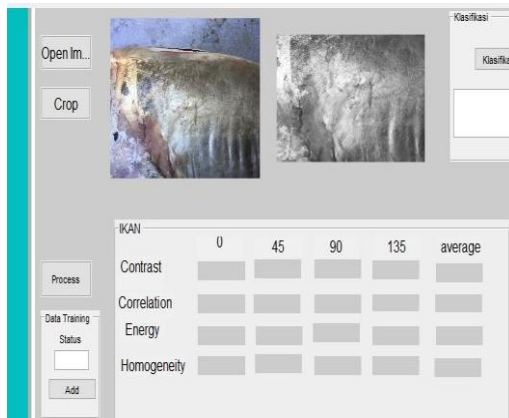 Open Im...
Crop
Klasifikasi
Klasifika
IKAN
0 45 90 135 average
Contrast
Correlation
Energy
Homogeneity
Process
Data Training
Status
Add